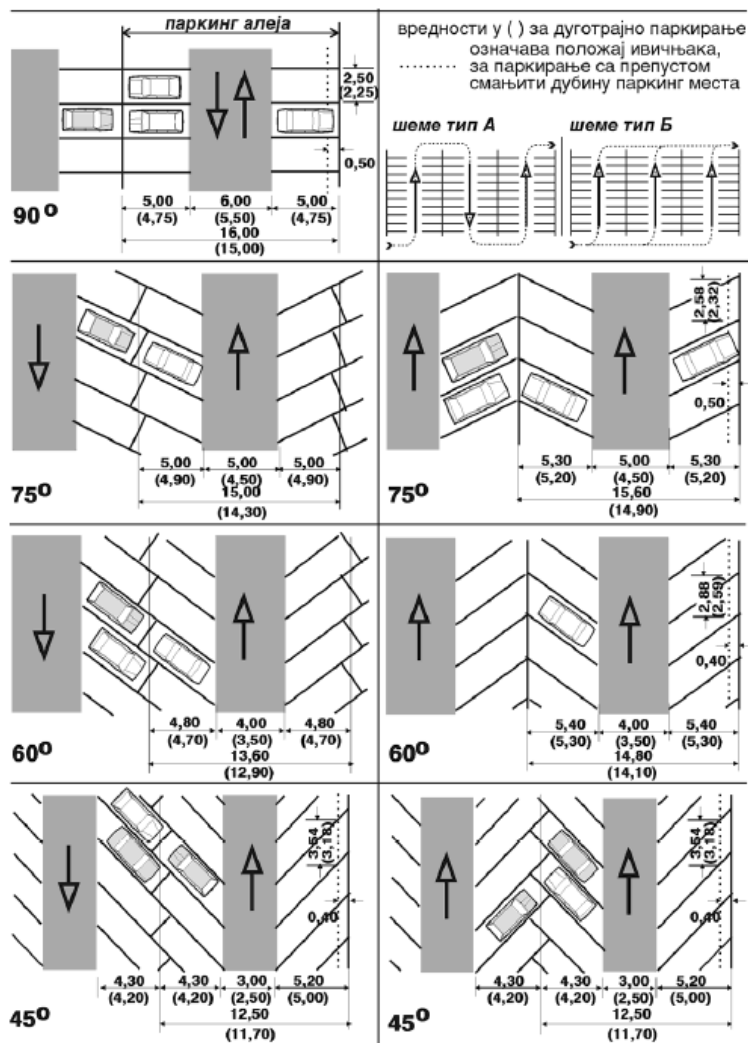 паркинг алеја
2,50
(2,25)
0,50
5,00 6,00 5,00
(4,75) (5,50) (4,75)
16,00
(15,00)
90⁰
вредности у ( ) за дуготрајно паркирање
означава положај ивичњака,
за паркирање са препустом
смањити дубину паркинг места
шеме тип А шеме тип Б
5,00 5,00 5,00
(4,90) (4,50) (4,90)
15,00
(14,30)
75⁰
2,58
(2,32)
0,50
5,30 5,00 5,30
(5,20) (4,50) (5,20)
15,60
(14,90)
75⁰
4,80 4,00 4,80
(4,70) (3,50) (4,70)
13,60
(12,90)
60⁰
2,88
(2,59)
0,40
5,40 4,00 5,40
(5,30) (3,50) (5,30)
14,80
(14,10)
60⁰
3,54
(3,18)
0,40
4,30 4,30 3,00 5,20
(4,20) (4,20) (2,50) (5,00)
12,50
(11,70)
45⁰
3,54
(3,18)
0,40
4,30 4,30 3,00 5,20
(4,20) (4,20) (2,50) (5,00)
12,50
(11,70)
45⁰